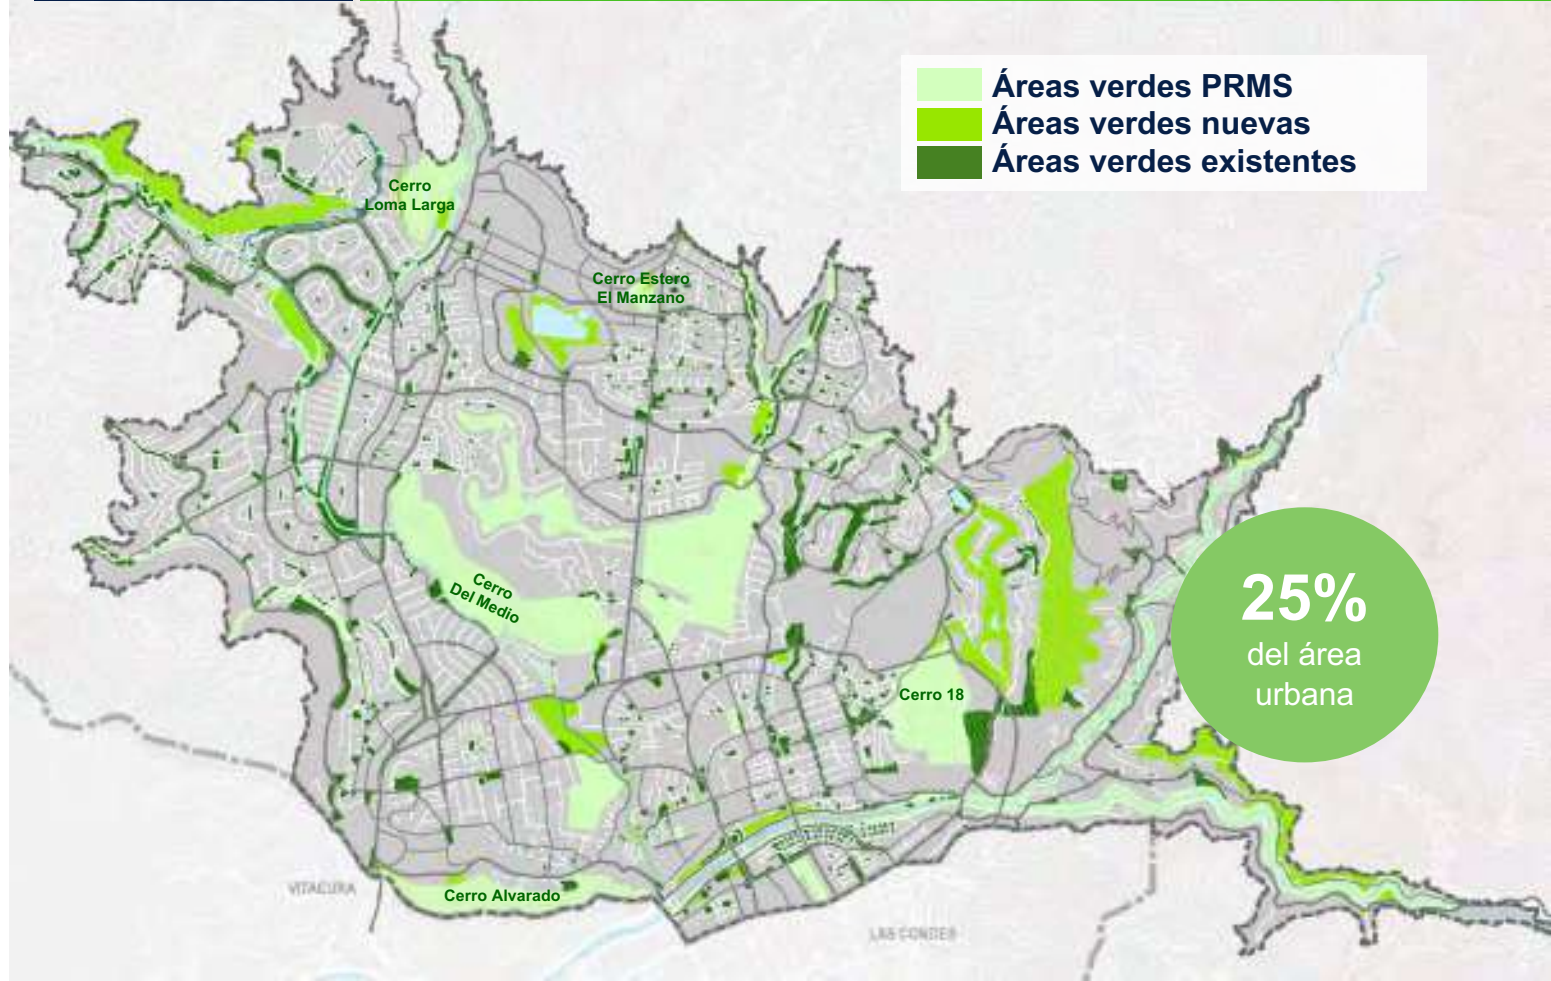 Áreas verdes PRMS
Áreas verdes nuevas
Áreas verdes existentes
Cerro
Loma Larga
Cerro Estero
El Manzano
Cerro
Del Medio
25%
del área
urbana
Cerro 18
Cerro Alvarado
VITACURA
LAS CONDES